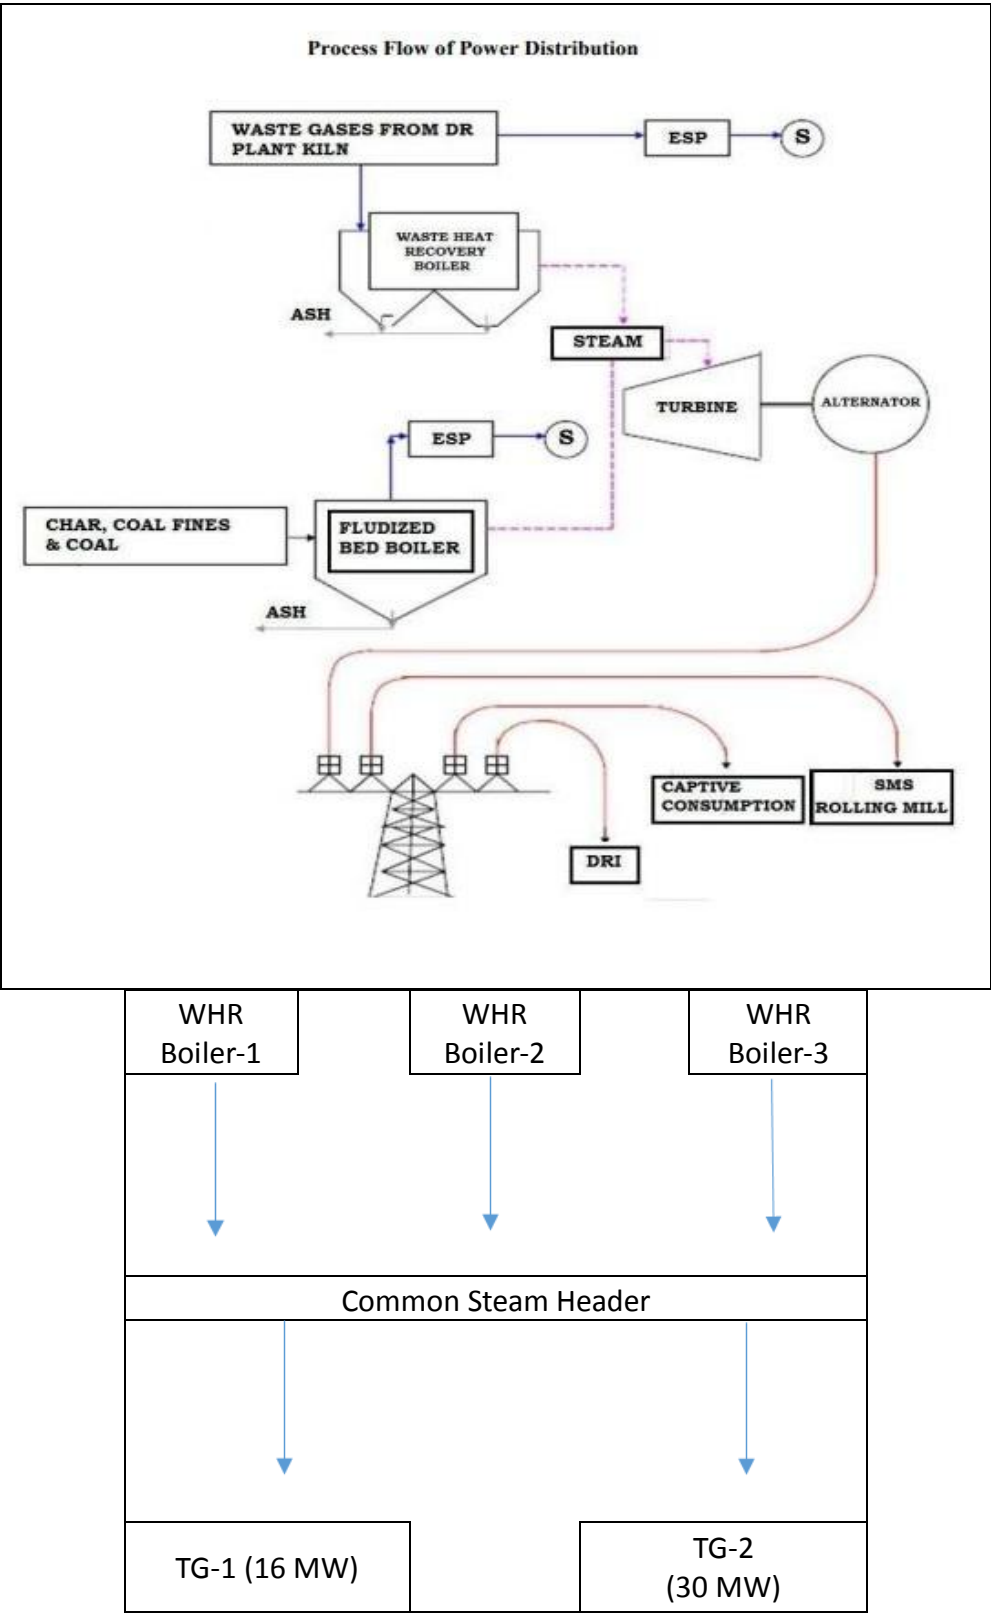 Process Flow of Power Distribution
WASTE GASES FROM DR
PLANT KILN
ESP
S
WASTE HEAT
RECOVERY
BOILER
ASH
STEAM
TURBINE
ALTERNATOR
ESP
S
CHAR, COAL FINES
& COAL
FLUDIZED
BED BOILER
ASH
CAPTIVE
CONSUMPTION
SMS
ROLLING MILL
DRI
WHR
Boiler-1
WHR
Boiler-2
WHR
Boiler-3
Common Steam Header
TG-1 (16 MW)
TG-2
(30 MW)